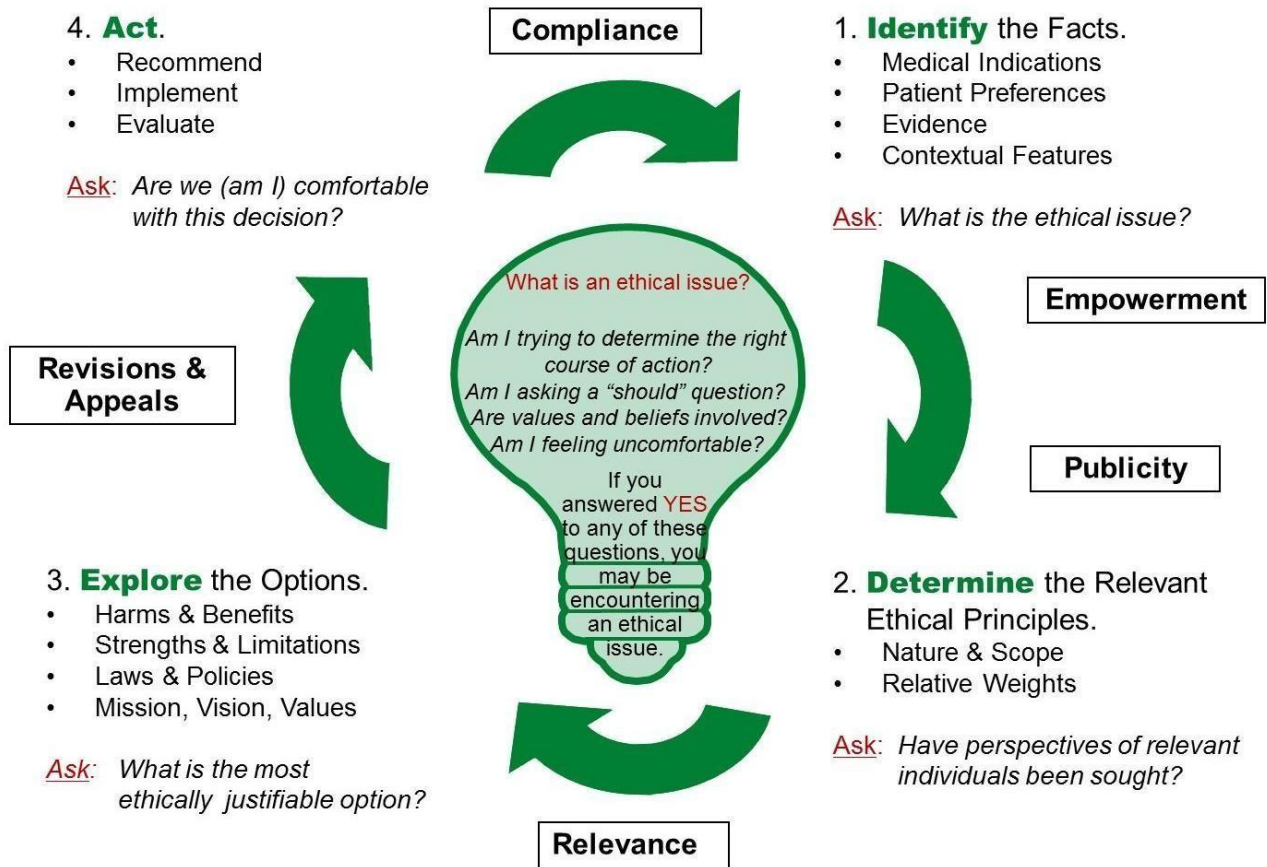 4. Act.
• Recommend
• Implement
• Evaluate
Ask: Are we (am I) comfortable
with this decision?
Compliance
1. Identify the Facts.
• Medical Indications
• Patient Preferences
• Evidence
• Contextual Features
Ask: What is the ethical issue?
Empowerment
Publicity
What is an ethical issue?
Am I trying to determine the right
course of action?
Am I asking a “should” question?
Are values and beliefs involved?
Am I feeling uncomfortable?
If you
answered YES
to any of these
questions, you
may be
encountering
an ethical
issue.
Revisions &
Appeals
2. Determine the Relevant
Ethical Principles.
• Nature & Scope
• Relative Weights
Ask: Have perspectives of relevant
individuals been sought?
3. Explore the Options.
• Harms & Benefits
• Strengths & Limitations
• Laws & Policies
• Mission, Vision, Values
Ask: What is the most
ethically justifiable option?
Relevance